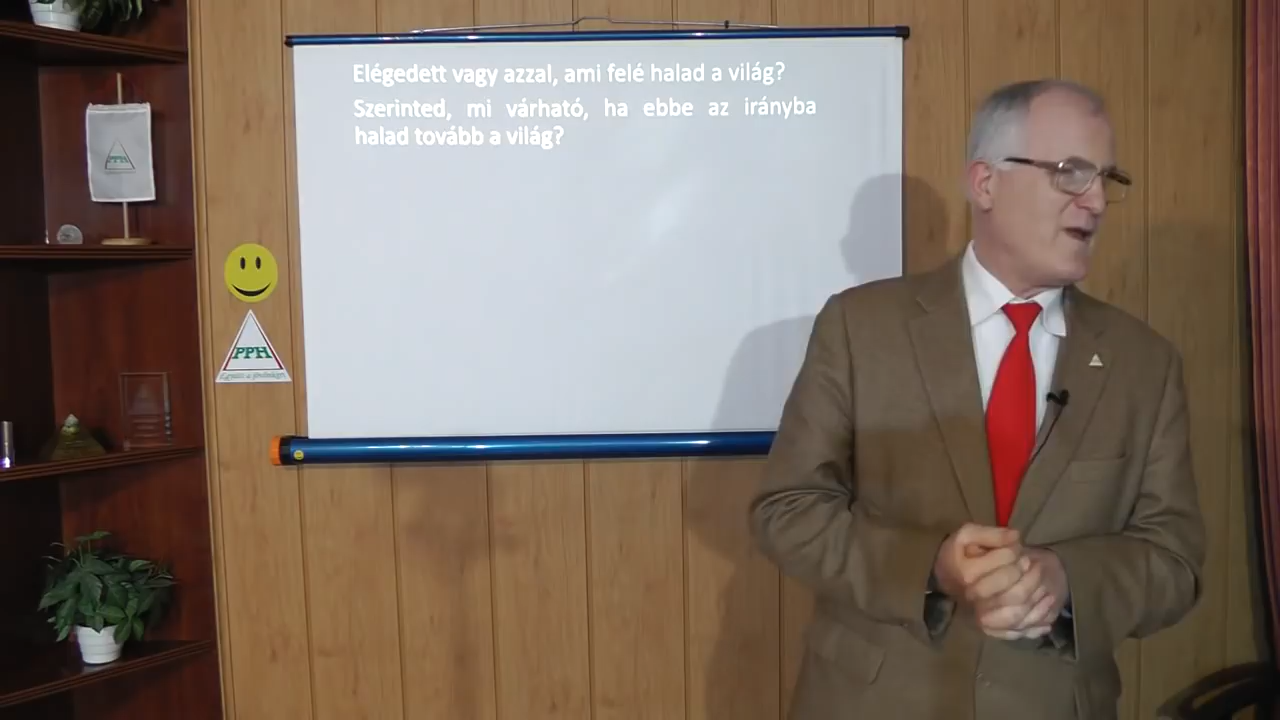 Elégedett vagy azzal, ami felé halad a világ?
Szerinted, mi várható, ha ebbe az irányba
halad tovább a világ?
PPH
PPH